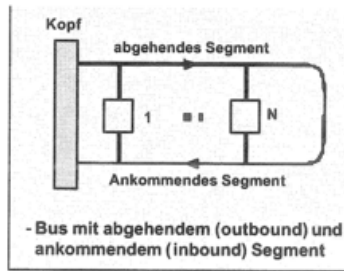 Kopf
abgehendes Segment
1
N
Ankommendes Segment
- Bus mit abgehendem (outbound) und
ankommendem (inbound) Segment